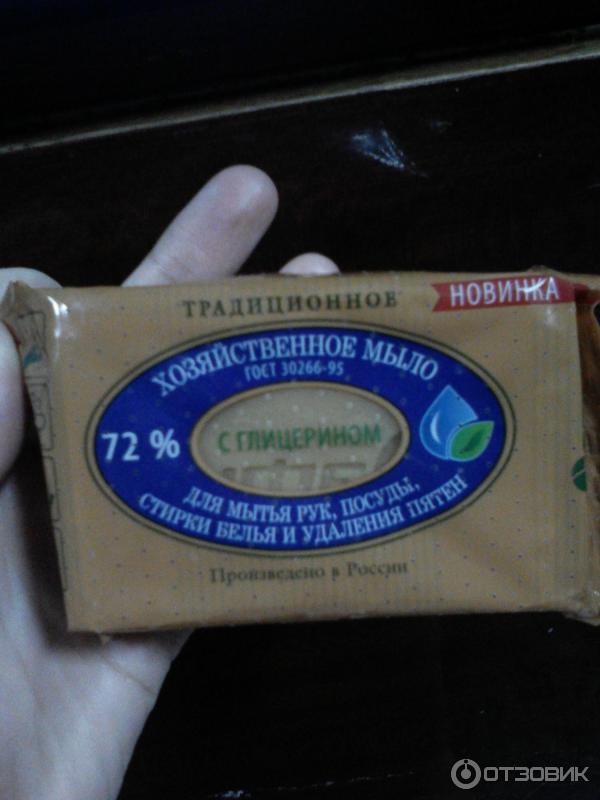 ТРАДИЦИОННОЕ
НОВИНКА
ХОЗЯЙСТВЕННОЕ МЫЛО
ГОСТ 30266-95
72 %
С ГЛИЦЕРИНОМ
ДЛЯ МЫТЬЯ РУК, ПОСУДЫ,
СТИРКИ БЕЛЬЯ И УДАЛЕНИЯ ПЯТЕН
Произведено в России
ОТЗОВИК